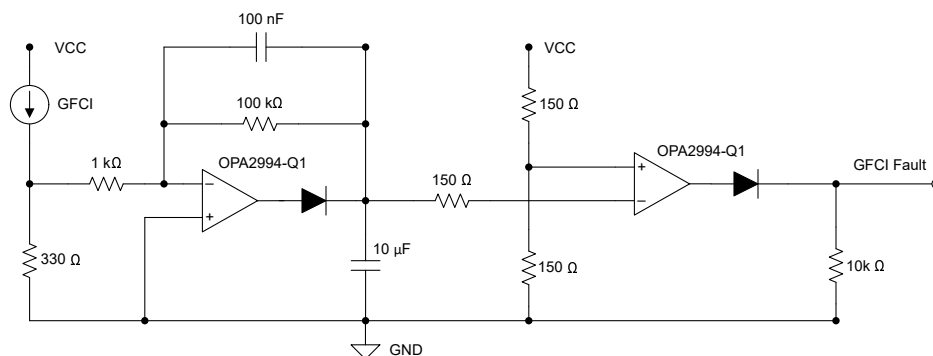 100 nF
VCC
VCC
GFCI
100 kΩ
150 Ω
1 kΩ
OPA2994-Q1
OPA2994-Q1
GFCI Fault
150 Ω
330 Ω
10 µF
150 Ω
10k Ω
GND